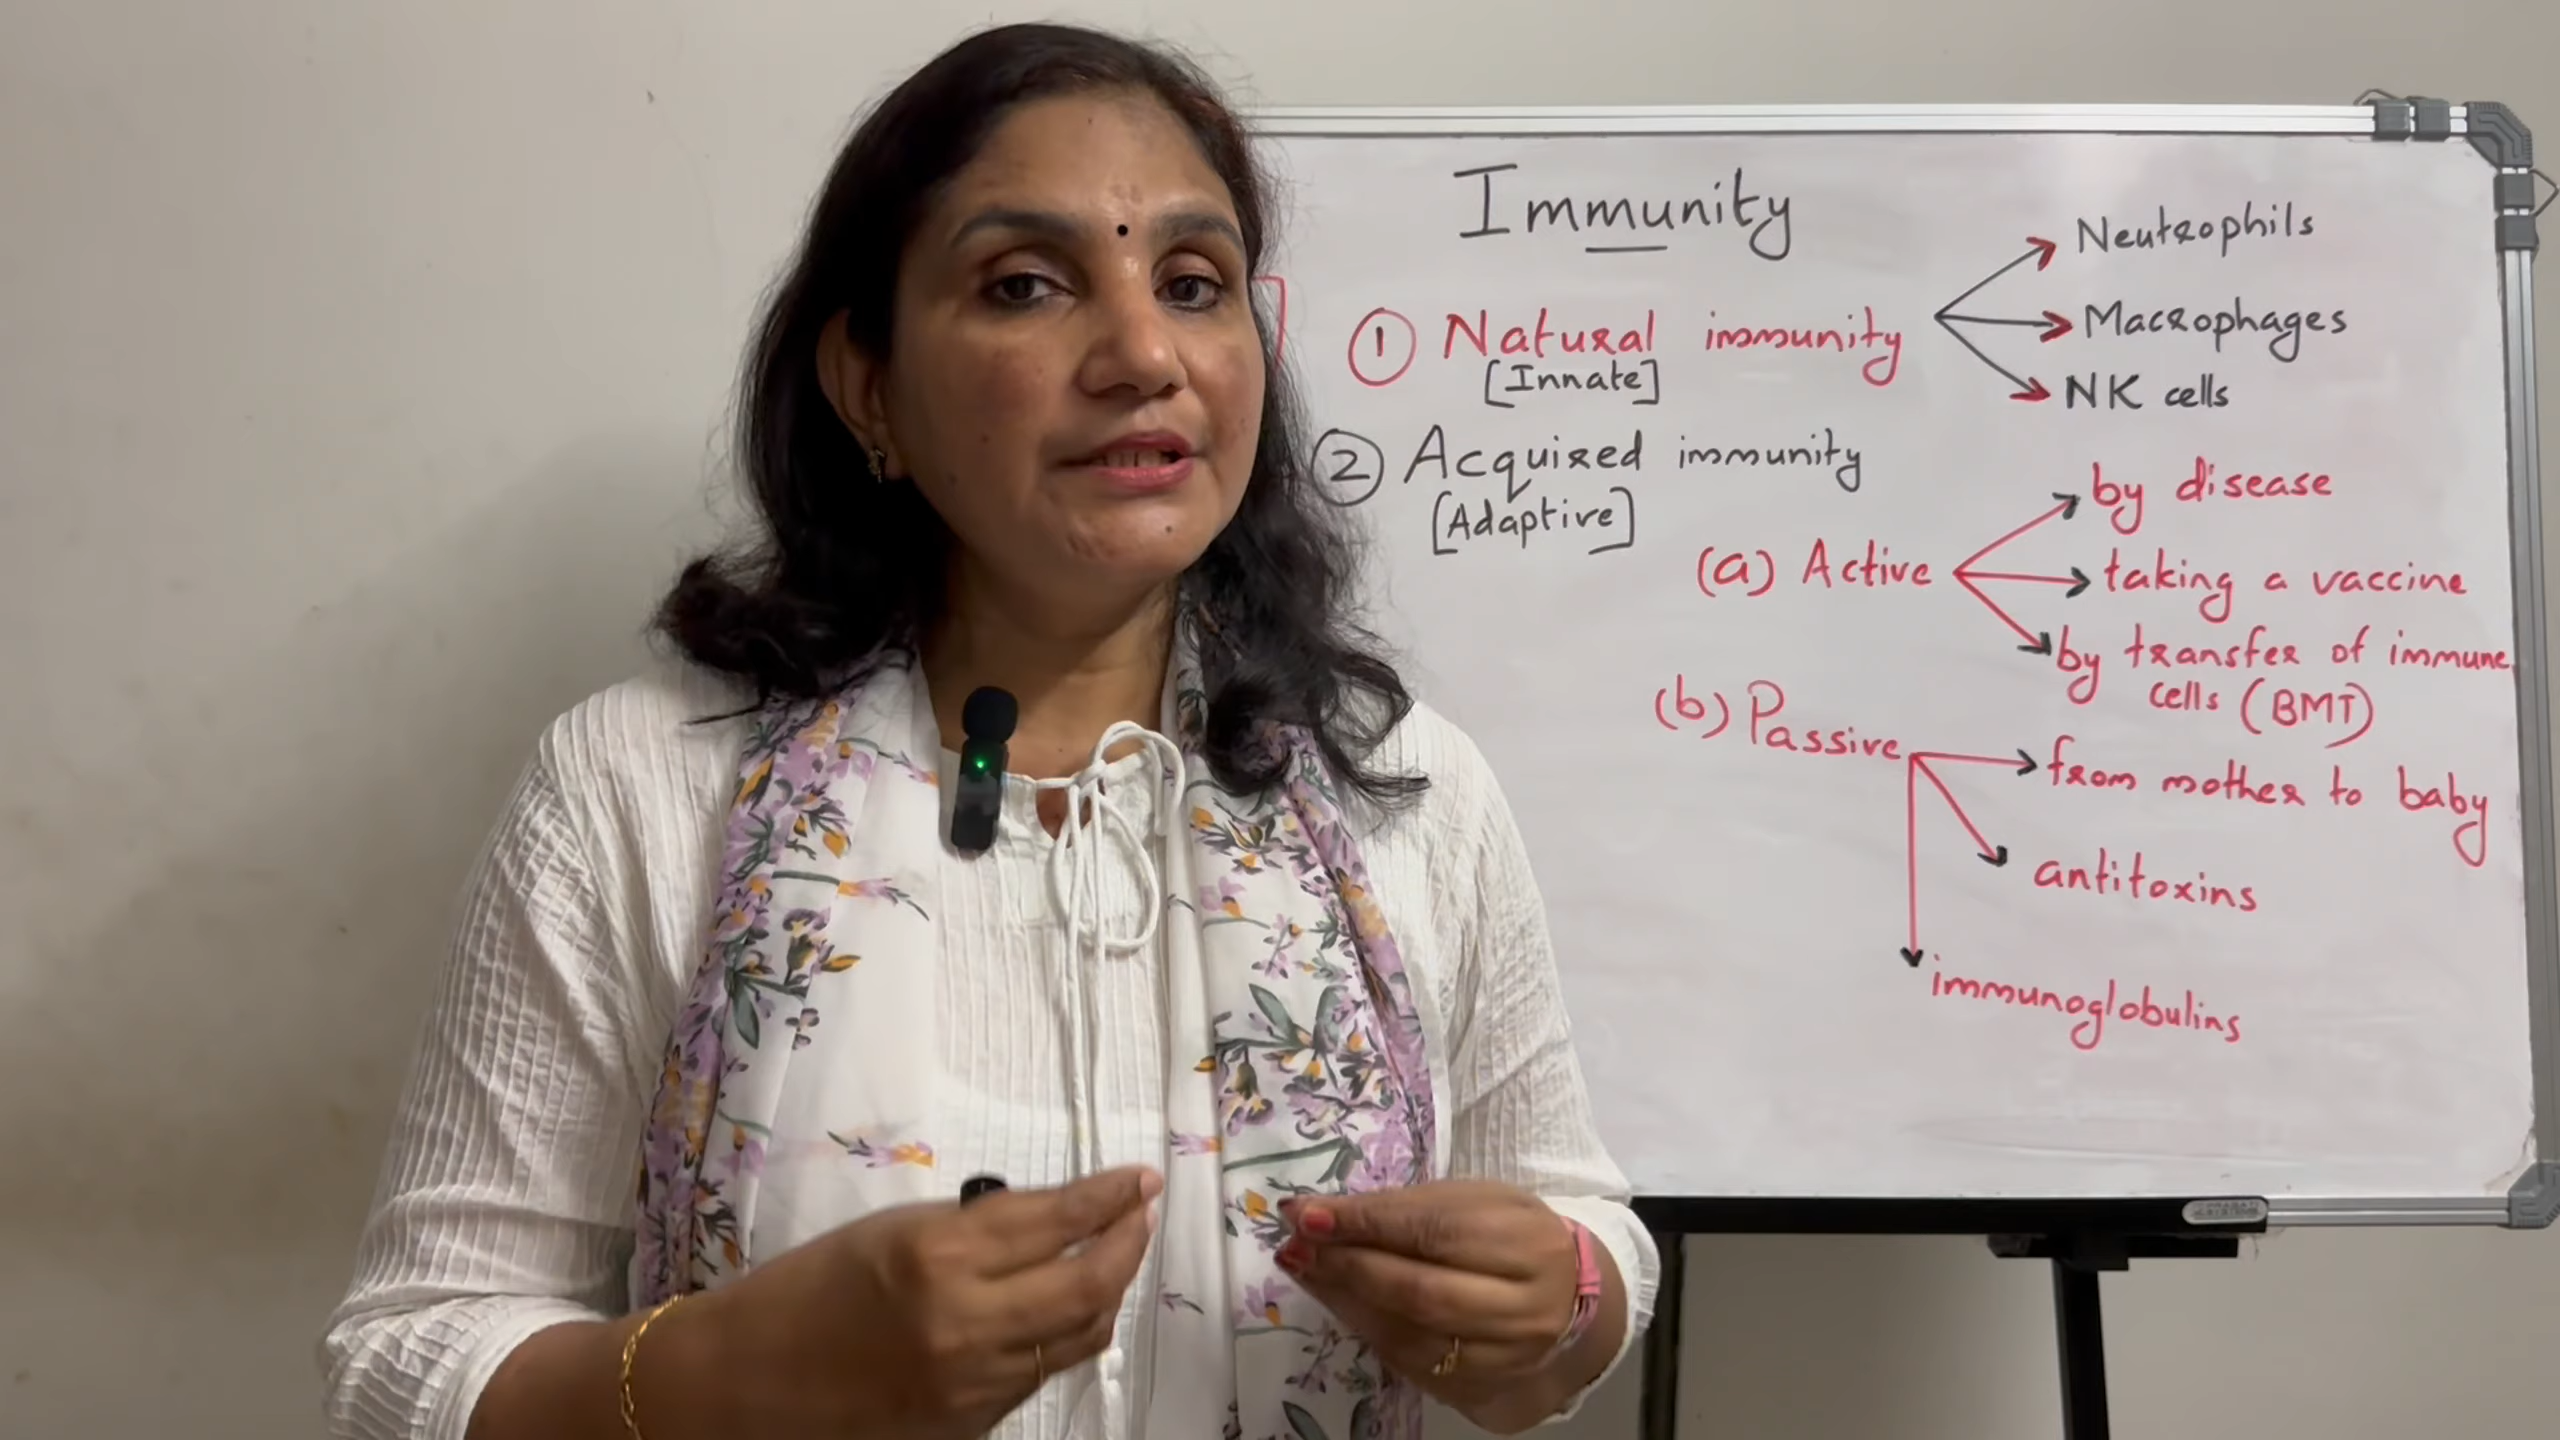 Immunity
① Natural immunity
[Innate]
Neutrophils
Macrophages
NK cells
② Acquired immunity
[Adaptive]
(a) Active
by disease
taking a vaccine
by transfer of immune
cells (BMT)
(b) Passive
from mother to baby
antitoxins
immunoglobulins